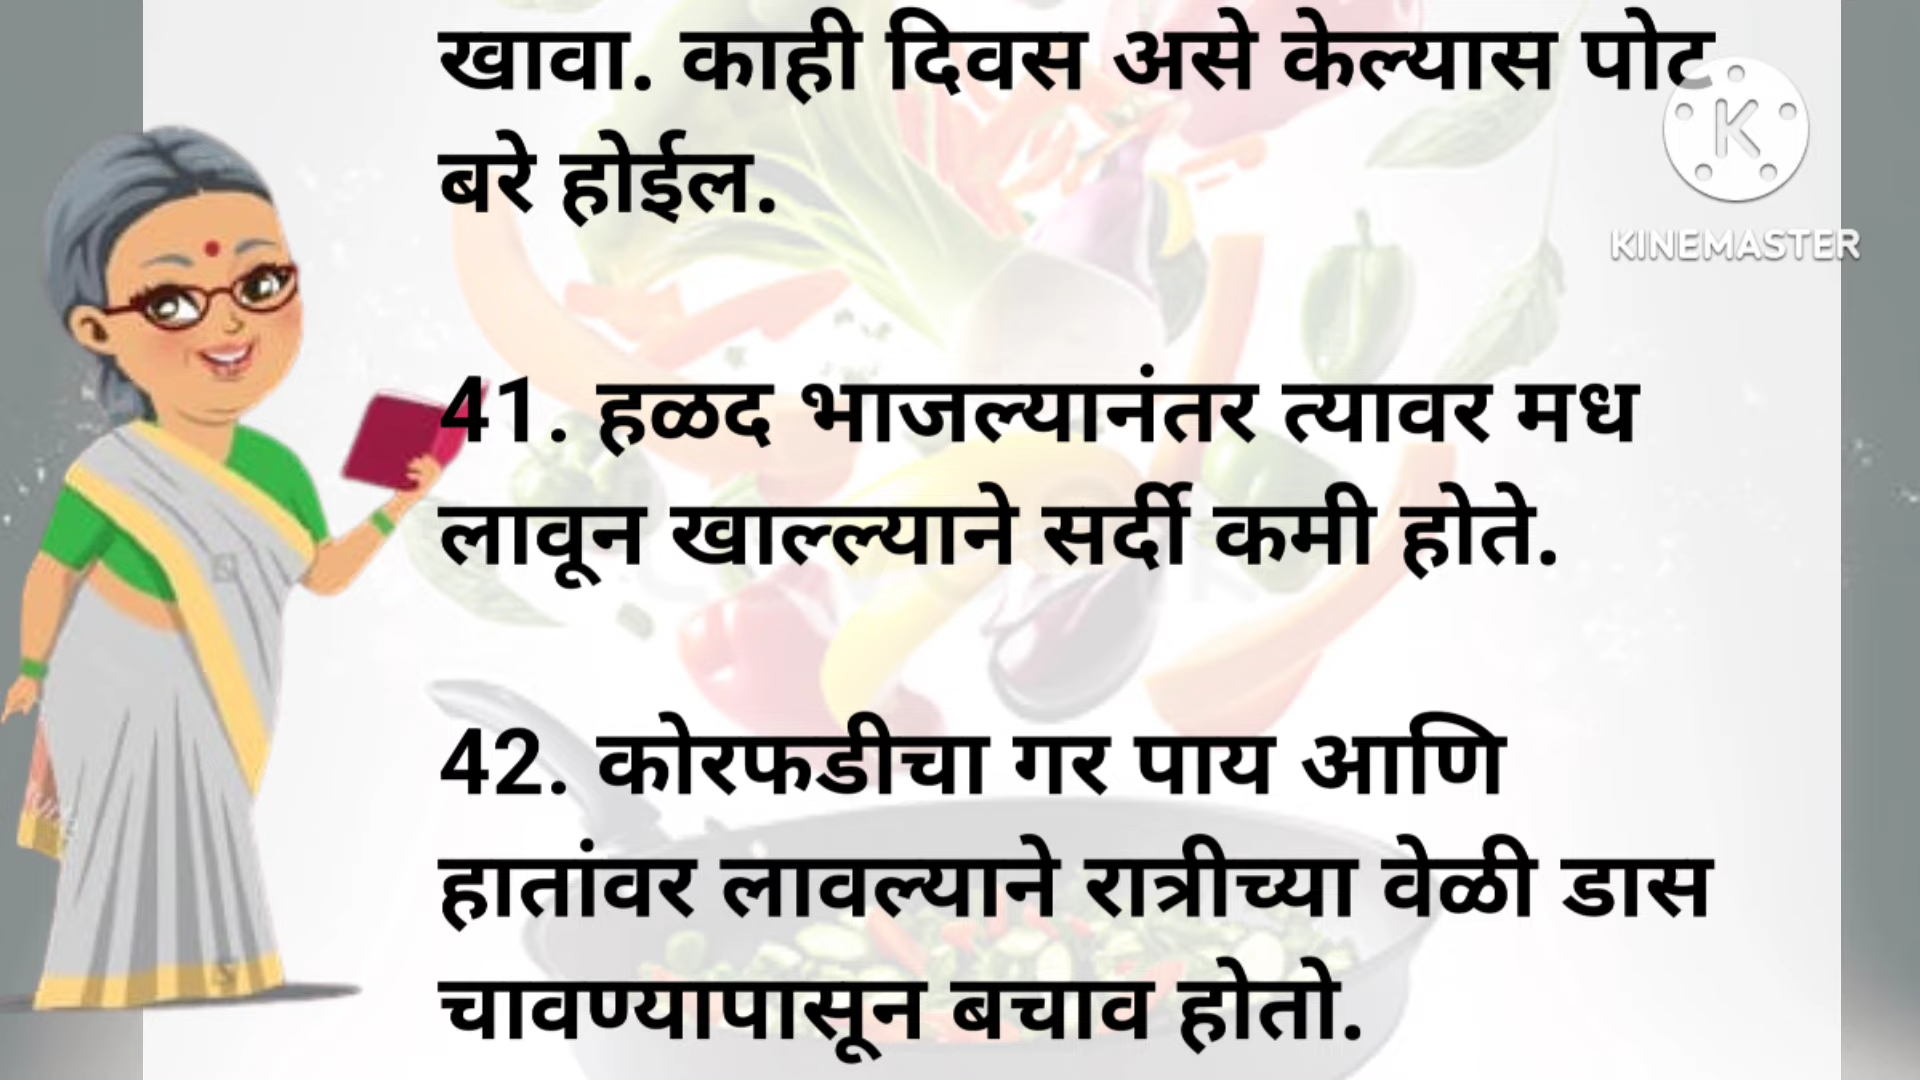 खावा. काही दिवस असे केल्यास पोट
बरे होईल.
KINEMASTER
41. हळद भाजल्यानंतर त्यावर मध
लावून खाल्ल्याने सर्दी कमी होते.
42. कोरफडीचा गर पाय आणि
हातांवर लावल्याने रात्रीच्या वेळी डास
चावण्यापासून बचाव होतो.